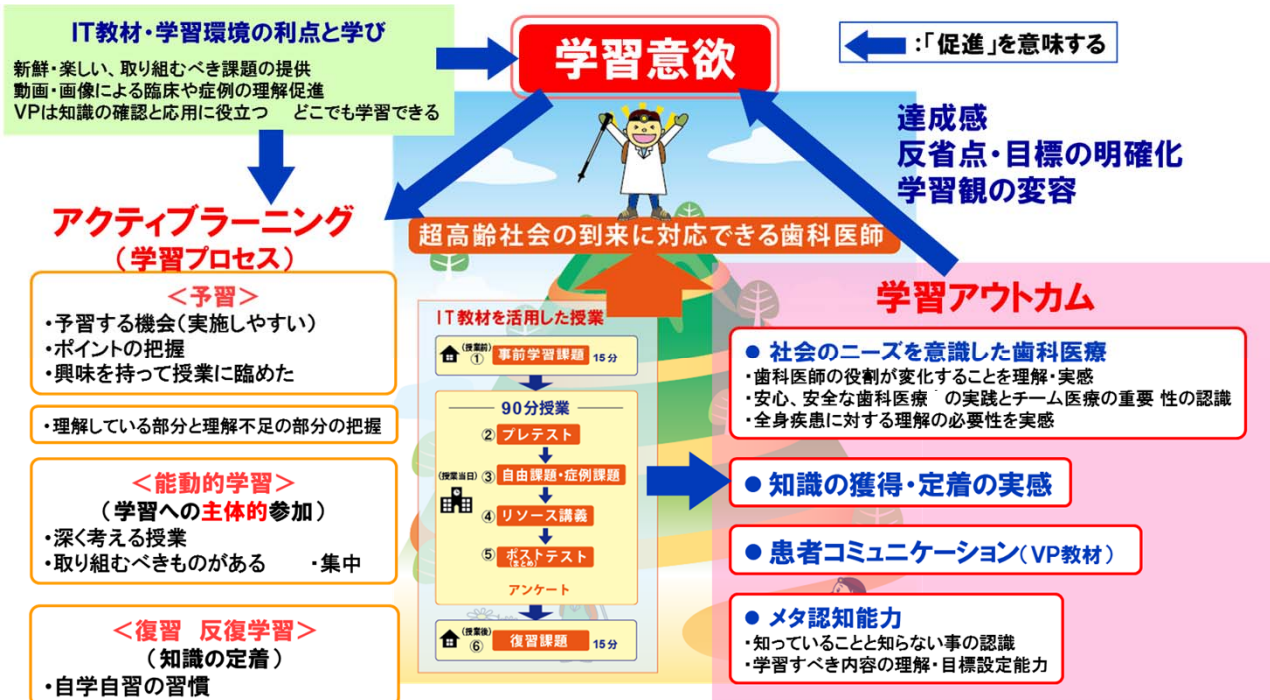 IT教材・学習環境の利点と学び
新鮮・楽しい、取り組むべき課題の提供
動画・画像による臨床や症例の理解促進
VPは知識の確認と応用に役立つ どこでも学習できる
学習意欲
:「促進」を意味する
達成感
反省点・目標の明確化
学習観の変容
超高齢社会の到来に対応できる歯科医師
アクティブラーニング
(学習プロセス)
＜予習＞
・予習する機会(実施しやすい)
・ポイントの把握
・興味を持って授業に臨めた
・理解している部分と理解不足の部分の把握
＜能動的学習＞
(学習への主体的参加)
・深く考える授業
・取り組むべきものがある ・集中
＜復習 反復学習＞
(知識の定着)
・自学自習の習慣
IT教材を活用した授業
(授業前)
① 事前学習課題 15分
90分授業
② プレテスト
(授業当日) ③ 自由課題・症例課題
④ リソース講義
⑤ ポストテスト
(まとめ)
アンケート
(授業後)
⑥ 復習課題 15分
学習アウトカム
● 社会のニーズを意識した歯科医療
・歯科医師の役割が変化することを理解・実感
・安心、安全な歯科医療 の実践とチーム医療の重要 性の認識
・全身疾患に対する理解の必要性を実感
● 知識の獲得・定着の実感
● 患者コミュニケーション(VP教材)
● メタ認知能力
・知っていることと知らない事の認識
・学習すべき内容の理解・目標設定能力